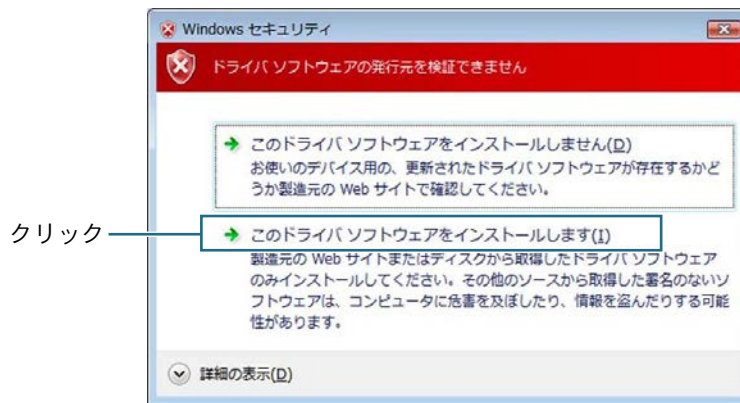 Windows セキュリティ
ドライバ ソフトウェアの発行元を検証できません
このドライバ ソフトウェアをインストールしません(D)
お使いのデバイス用の、更新されたドライバ ソフトウェアが存在するかど
うか製造元の Web サイトで確認してください。
クリック
このドライバ ソフトウェアをインストールします(I)
製造元の Web サイトまたはディスクから取得したドライバ ソフトウェア
のみインストールしてください。その他のソースから取得した署名のないソ
フトウェアは、コンピュータに危害を及ぼしたり、情報を盗んだりする可能
性があります。
詳細の表示(D)